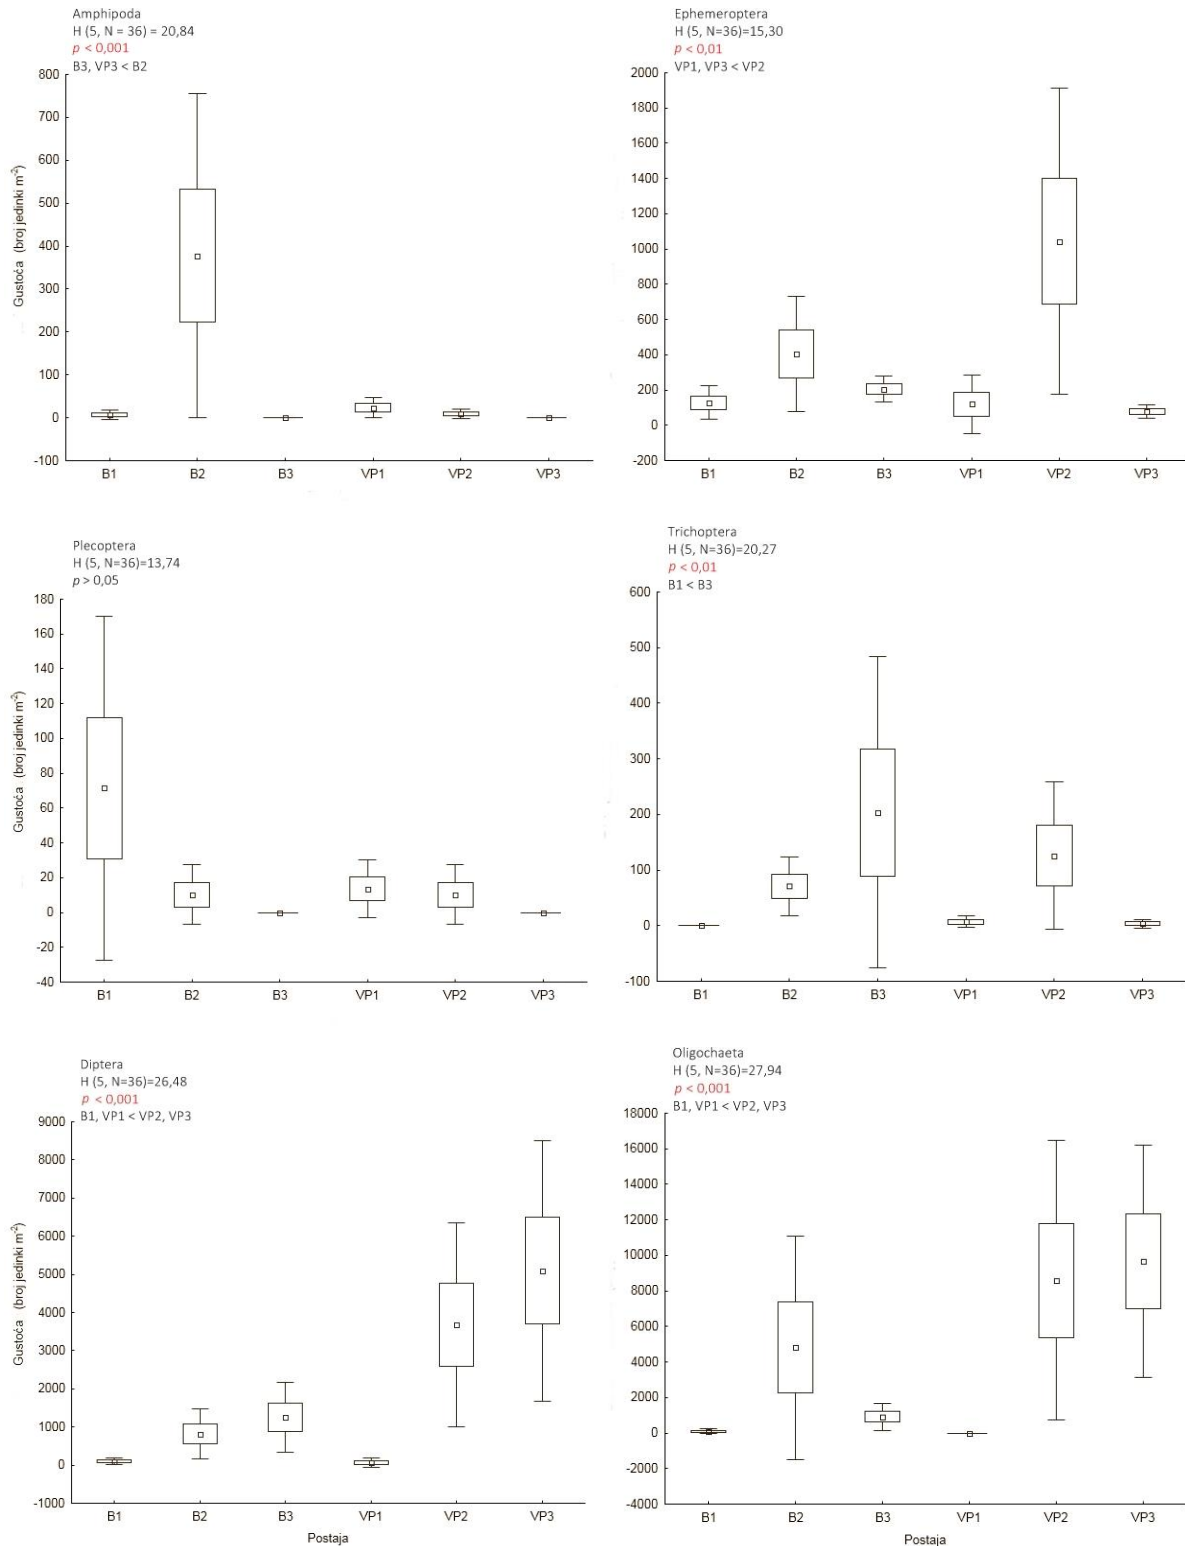 Amphipoda
H (5, N = 36) = 20,84
p < 0,001
B3, VP3 < B2
800
700
600
500
400
300
200
100
0
-100
Gustoća (broj jedinki m⁻²)
B1 B2 B3 VP1 VP2 VP3
Ephemeroptera
H (5, N=36)=15,30
p < 0,01
VP1, VP3 < VP2
2000
1800
1600
1400
1200
1000
800
600
400
200
0
-200
B1 B2 B3 VP1 VP2 VP3
Plecoptera
H (5, N=36)=13,74
p > 0,05
180
160
140
120
100
80
60
40
20
0
-20
-40
Gustoća (broj jedinki m⁻²)
B1 B2 B3 VP1 VP2 VP3
Trichoptera
H (5, N=36)=20,27
p < 0,01
B1 < B3
600
500
400
300
200
100
0
-100
B1 B2 B3 VP1 VP2 VP3
Diptera
H (5, N=36)=26,48
p < 0,001
B1, VP1 < VP2, VP3
9000
8000
7000
6000
5000
4000
3000
2000
1000
0
-1000
Gustoća (broj jedinki m⁻²)
B1 B2 B3 VP1 VP2 VP3
Postaja
Oligochaeta
H (5, N=36)=27,94
p < 0,001
B1, VP1 < VP2, VP3
18000
16000
14000
12000
10000
8000
6000
4000
2000
0
-2000
-4000
B1 B2 B3 VP1 VP2 VP3
Postaja